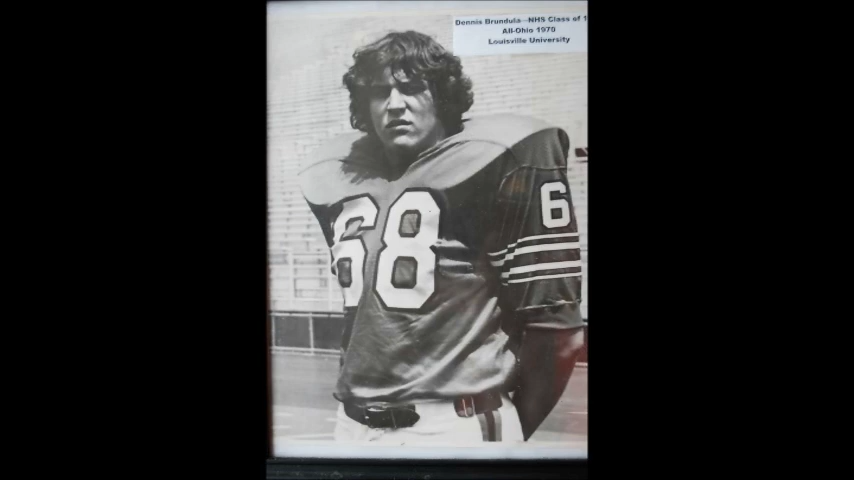 Dennis Brundula--NHS Class of 1
All-Ohio 1970
Louisville University
68
6